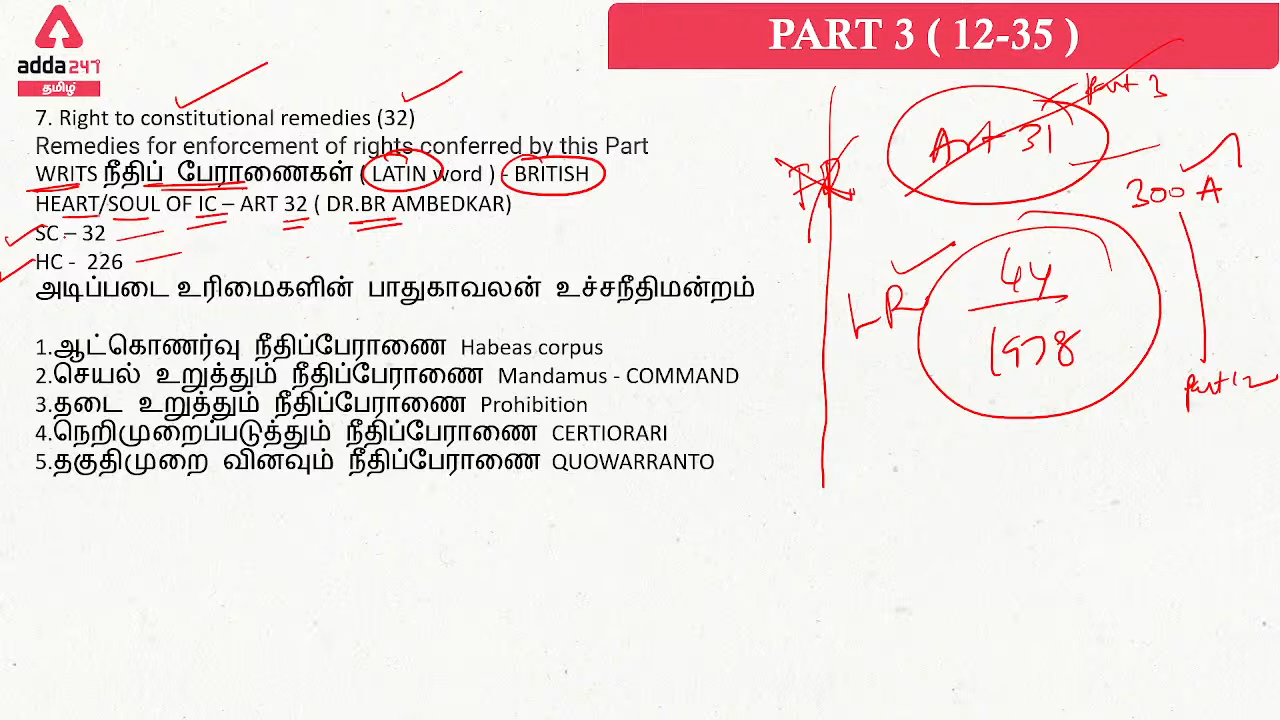 adda247
தமிழ்
PART 3 ( 12-35 )
7. Right to constitutional remedies (32)
Remedies for enforcement of rights conferred by this Part
WRITS நீதிப் பேராணைகள் ( LATIN word ) - BRITISH
HEART/SOUL OF IC – ART 32 ( DR.BR AMBEDKAR)
SC – 32
HC - 226
அடிப்படை உரிமைகளின் பாதுகாவலன் உச்சநீதிமன்றம்
1.ஆட்கொணர்வு நீதிப்பேராணை Habeas corpus
2.செயல் உறுத்தும் நீதிப்பேராணை Mandamus - COMMAND
3.தடை உறுத்தும் நீதிப்பேராணை Prohibition
4.நெறிமுறைப்படுத்தும் நீதிப்பேராணை CERTIORARI
5.தகுதிமுறை வினவும் நீதிப்பேராணை QUOWARRANTO
Part 3
Art 31
FR
300 A
LR
44
1978
part 12